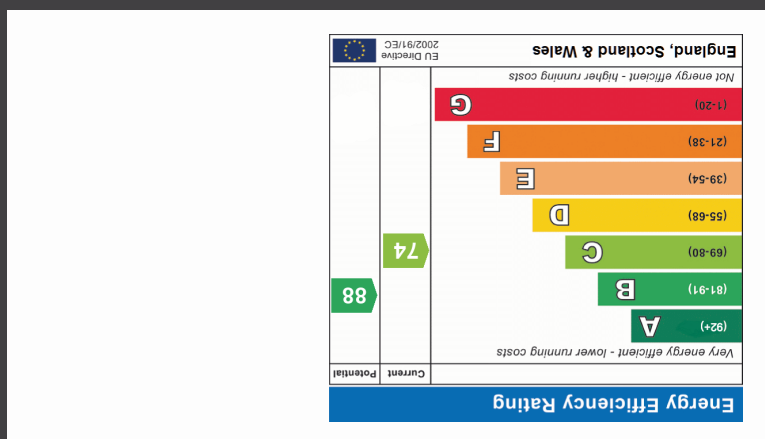 Energy Efficiency Rating
Current Potential
Very energy efficient - lower running costs
(92+) A
(81-91) B
88
(69-80) C
74
(55-68) D
(39-54) E
(21-38) F
(1-20) G
Not energy efficient - higher running costs
England, Scotland & Wales
EU Directive
2002/91/EC